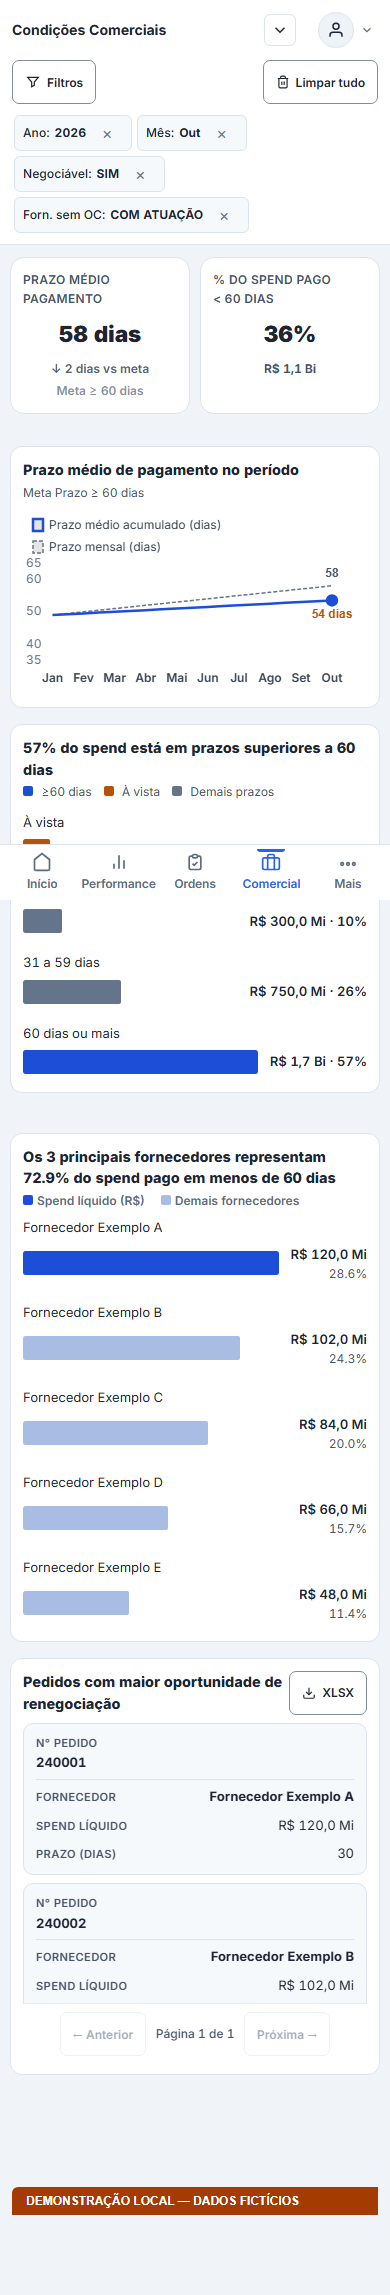 Condições Comerciais
Filtros
Limpar tudo
Ano: 2026 ×
Mês: Out ×
Negociável: SIM ×
Forn. sem OC: COM ATUAÇÃO ×
PRAZO MÉDIO
PAGAMENTO
58 dias
↓ 2 dias vs meta
Meta ≥ 60 dias
% DO SPEND PAGO
< 60 DIAS
36%
R$ 1,1 Bi
Prazo médio de pagamento no período
Meta Prazo ≥ 60 dias
Prazo médio acumulado (dias)
Prazo mensal (dias)
65
60
50
40
35
58
54 dias
Jan Fev Mar Abr Mai Jun Jul Ago Set Out
57% do spend está em prazos superiores a 60
dias
≥60 dias À vista Demais prazos
À vista
Início Performance Ordens Comercial Mais
R$ 300,0 Mi · 10%
31 a 59 dias
R$ 750,0 Mi · 26%
60 dias ou mais
R$ 1,7 Bi · 57%
Os 3 principais fornecedores representam
72.9% do spend pago em menos de 60 dias
Spend líquido (R$) Demais fornecedores
Fornecedor Exemplo A
R$ 120,0 Mi
28.6%
Fornecedor Exemplo B
R$ 102,0 Mi
24.3%
Fornecedor Exemplo C
R$ 84,0 Mi
20.0%
Fornecedor Exemplo D
R$ 66,0 Mi
15.7%
Fornecedor Exemplo E
R$ 48,0 Mi
11.4%
Pedidos com maior oportunidade de
renegociação
XLSX
N° PEDIDO
240001
FORNECEDOR Fornecedor Exemplo A
SPEND LÍQUIDO R$ 120,0 Mi
PRAZO (DIAS) 30
N° PEDIDO
240002
FORNECEDOR Fornecedor Exemplo B
SPEND LÍQUIDO R$ 102,0 Mi
← Anterior Página 1 de 1 Próxima →
DEMONSTRAÇÃO LOCAL — DADOS FICTÍCIOS